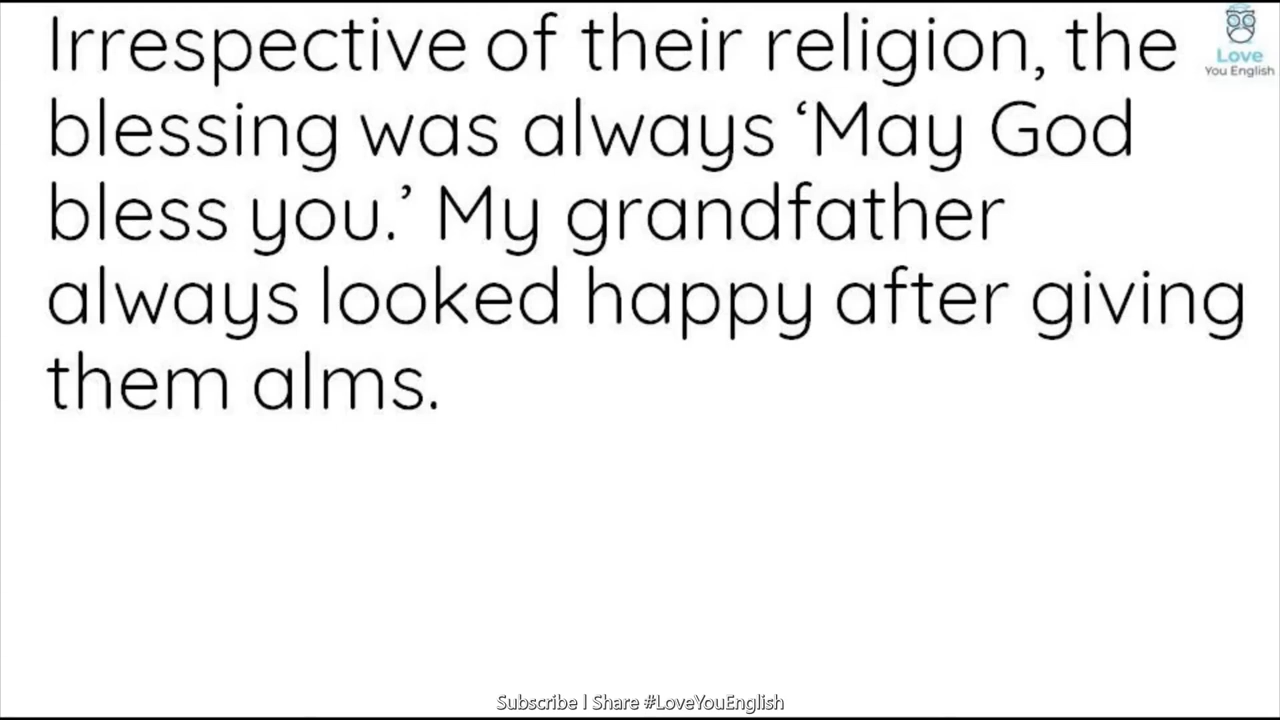 Irrespective of their religion, the
blessing was always ‘May God
bless you.’ My grandfather
always looked happy after giving
them alms.
Love
You English
Subscribe | Share #LoveYouEnglish